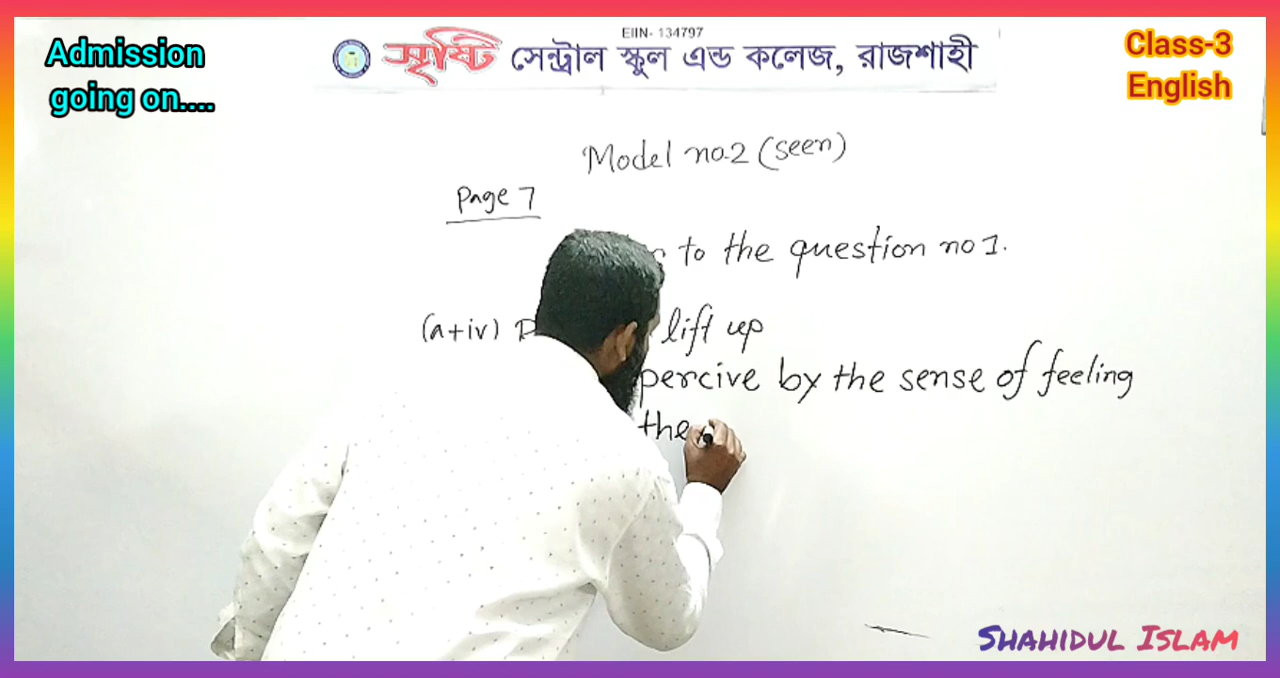 Admission
going on....
EIIN- 134797
সৃষ্টি সেন্ট্রাল স্কুল এন্ড কলেজ, রাজশাহী
Class-3
English
Model no.2 (seen)
Page 7
to the question no 1.
(a+iv) lift up
percive by the sense of feeling
the
SHAHIDUL ISLAM